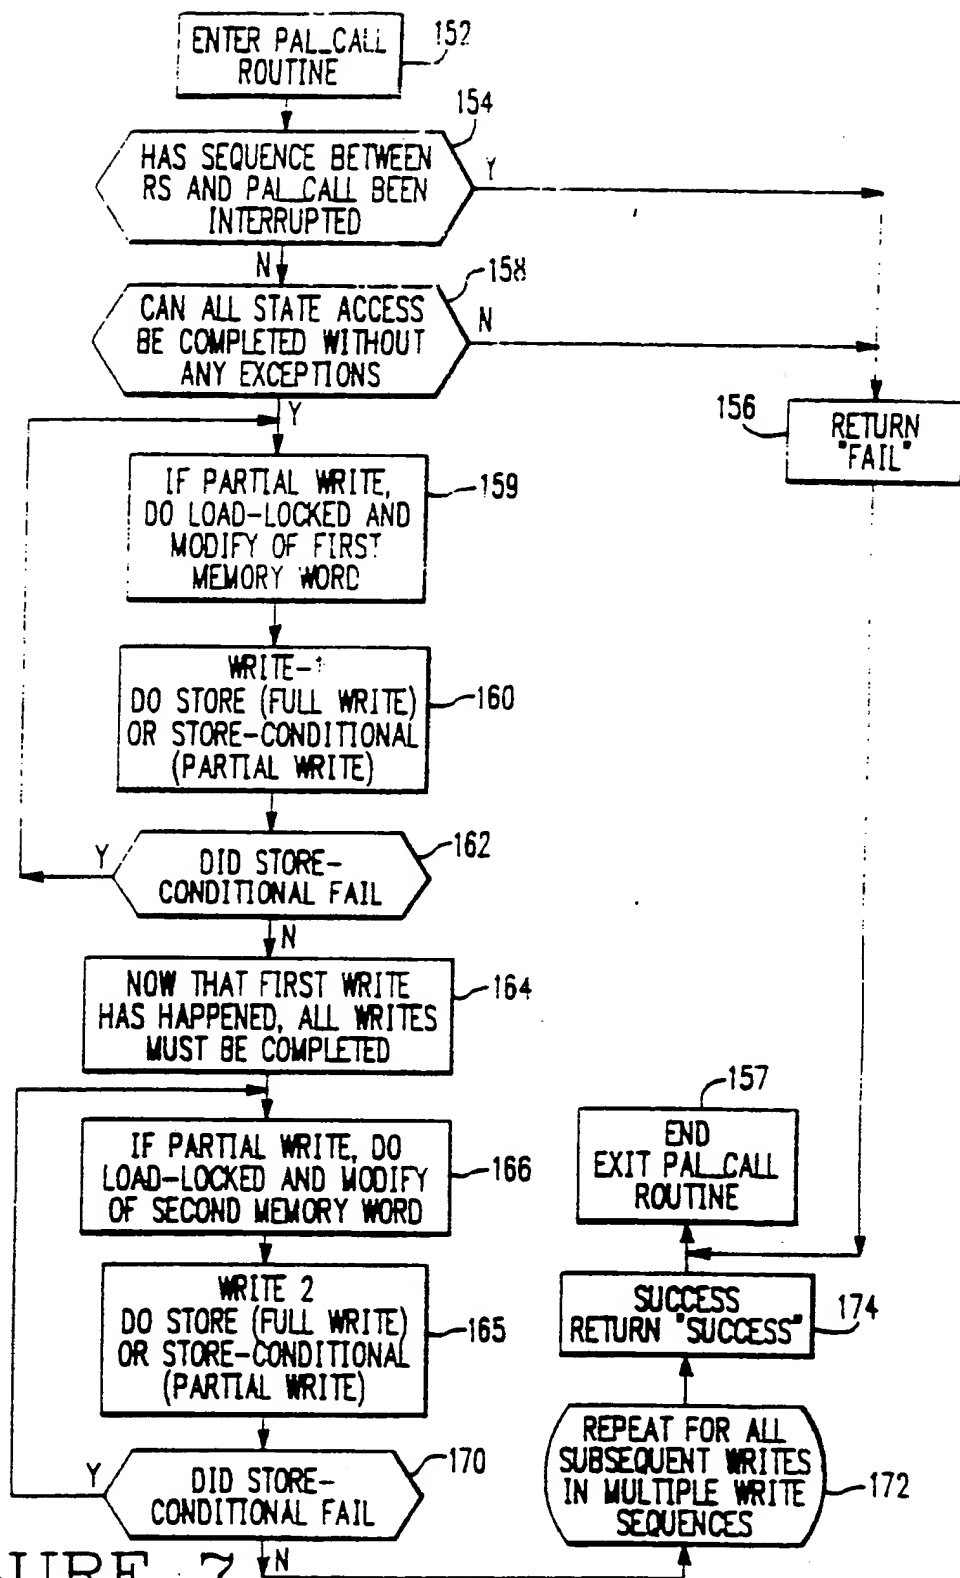 ENTER PAL_CALL
ROUTINE
152
154
HAS SEQUENCE BETWEEN
RS AND PAL_CALL BEEN
INTERRUPTED
Y
N
158
CAN ALL STATE ACCESS
BE COMPLETED WITHOUT
ANY EXCEPTIONS
N
Y
156
RETURN
"FAIL"
IF PARTIAL WRITE,
DO LOAD-LOCKED AND
MODIFY OF FIRST
MEMORY WORD
159
WRITE-1
DO STORE (FULL WRITE)
OR STORE-CONDITIONAL
(PARTIAL WRITE)
160
Y
DID STORE-
CONDITIONAL FAIL
162
N
NOW THAT FIRST WRITE
HAS HAPPENED, ALL WRITES
MUST BE COMPLETED
164
IF PARTIAL WRITE, DO
LOAD-LOCKED AND MODIFY
OF SECOND MEMORY WORD
166
WRITE 2
DO STORE (FULL WRITE)
OR STORE-CONDITIONAL
(PARTIAL WRITE)
165
Y
DID STORE-
CONDITIONAL FAIL
170
N
157
END
EXIT PAL_CALL
ROUTINE
SUCCESS
RETURN "SUCCESS"
174
REPEAT FOR ALL
SUBSEQUENT WRITES
IN MULTIPLE WRITE
SEQUENCES
172
URE 7